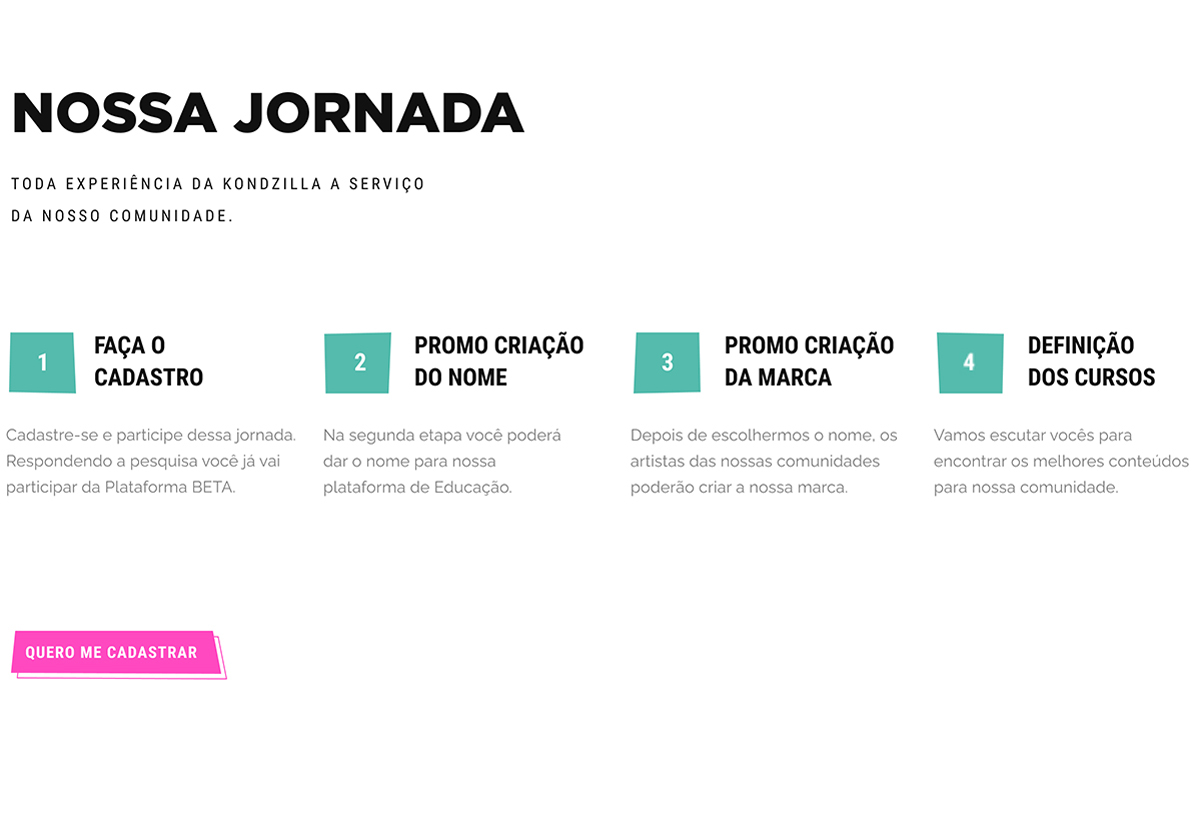 NOSSA JORNADA
TODA EXPERIÊNCIA DA KONDZILLA A SERVIÇO
DA NOSSO COMUNIDADE.
1
FAÇA O
CADASTRO
Cadastre-se e participe dessa jornada.
Respondendo a pesquisa você já vai
participar da Plataforma BETA.
2
PROMO CRIAÇÃO
DO NOME
Na segunda etapa você poderá
dar o nome para nossa
plataforma de Educação.
3
PROMO CRIAÇÃO
DA MARCA
Depois de escolhermos o nome, os
artistas das nossas comunidades
poderão criar a nossa marca.
4
DEFINIÇÃO
DOS CURSOS
Vamos escutar vocês para
encontrar os melhores conteúdos
para nossa comunidade.
QUERO ME CADASTRAR